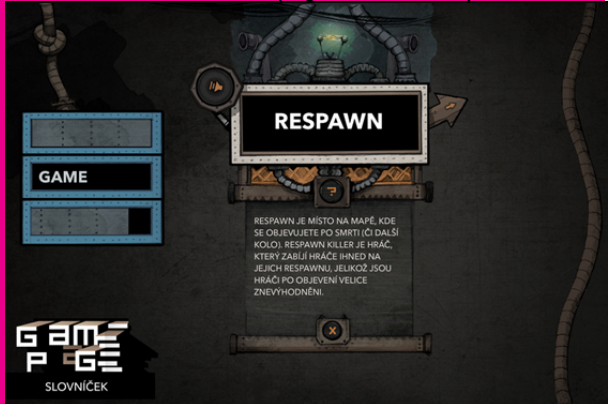 RESPAWN
GAME
RESPAWN JE MÍSTO NA MAPĚ, KDE
SE OBJEVUJETE PO SMRTI (ČI DALŠÍ
KOLO). RESPAWN KILLER JE HRÁČ,
KTERÝ ZABÍJÍ HRÁČE IHNED NA
JEJICH RESPAWNU, JELIKOŽ JSOU
HRÁČI PO OBJEVENÍ VELICE
ZNEVÝHODNĚNI.
GAME
PAGE
SLOVNÍČEK